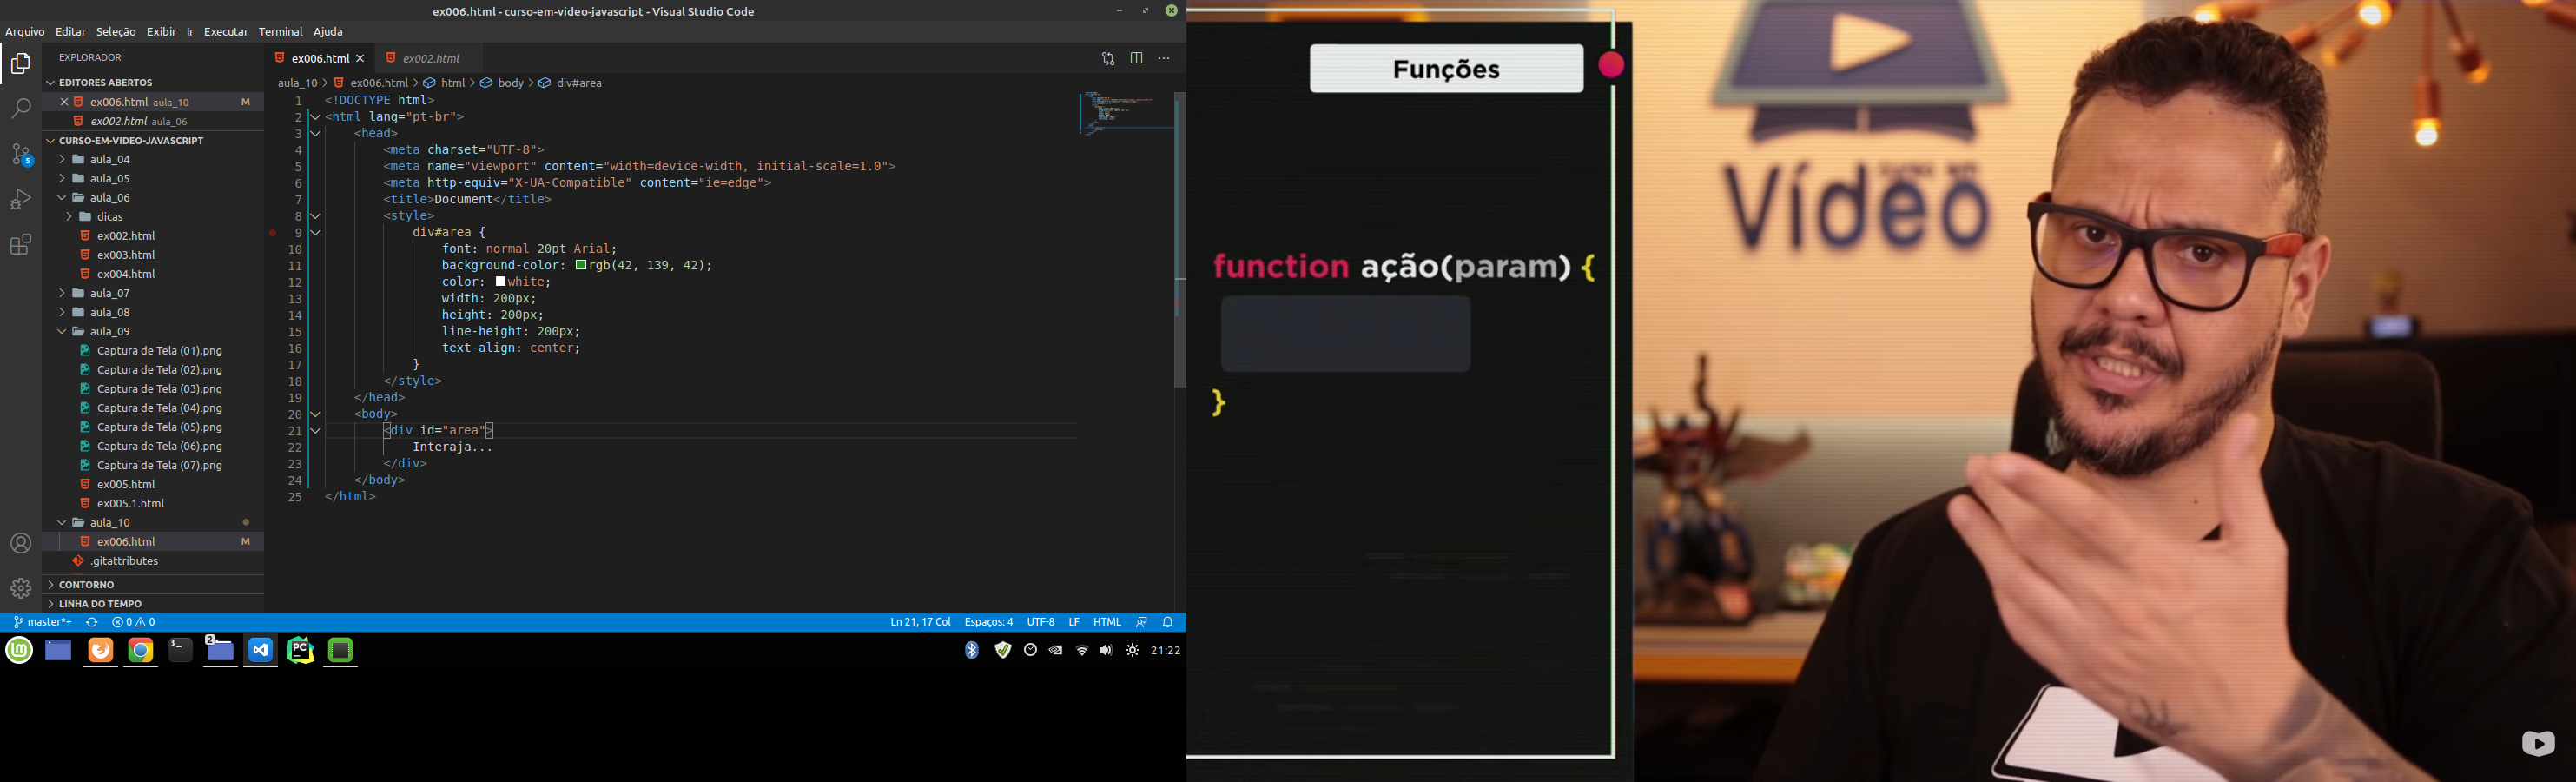 ex006.html - curso-em-video-javascript - Visual Studio Code
Arquivo Editar Seleção Exibir Ir Executar Terminal Ajuda
EXPLORADOR
EDITORES ABERTOS
ex006.html aula_10 M
ex002.html aula_06
CURSO-EM-VIDEO-JAVASCRIPT
aula_04
aula_05
aula_06
dicas
ex002.html
ex003.html
ex004.html
aula_07
aula_08
aula_09
Captura de Tela (01).png
Captura de Tela (02).png
Captura de Tela (03).png
Captura de Tela (04).png
Captura de Tela (05).png
Captura de Tela (06).png
Captura de Tela (07).png
ex005.html
ex005.1.html
aula_10
ex006.html M
.gitattributes
CONTORNO
LINHA DO TEMPO
5
ex006.html ex002.html
aula_10 > ex006.html > html > body > div#area
1 <!DOCTYPE html>
2 <html lang="pt-br">
3 <head>
4 <meta charset="UTF-8">
5 <meta name="viewport" content="width=device-width, initial-scale=1.0">
6 <meta http-equiv="X-UA-Compatible" content="ie=edge">
7 <title>Document</title>
8 <style>
9 div#area {
10 font: normal 20pt Arial;
11 background-color: rgb(42, 139, 42);
12 color: white;
13 width: 200px;
14 height: 200px;
15 line-height: 200px;
16 text-align: center;
17 }
18 </style>
19 </head>
20 <body>
21 <div id="area">
22 Interaja...
23 </div>
24 </body>
25 </html>
master*+ 0 0 Ln 21, 17 Col Espaços: 4 UTF-8 LF HTML
2
PC
21:22
Funções
function ação(param) {
}
Vídeo